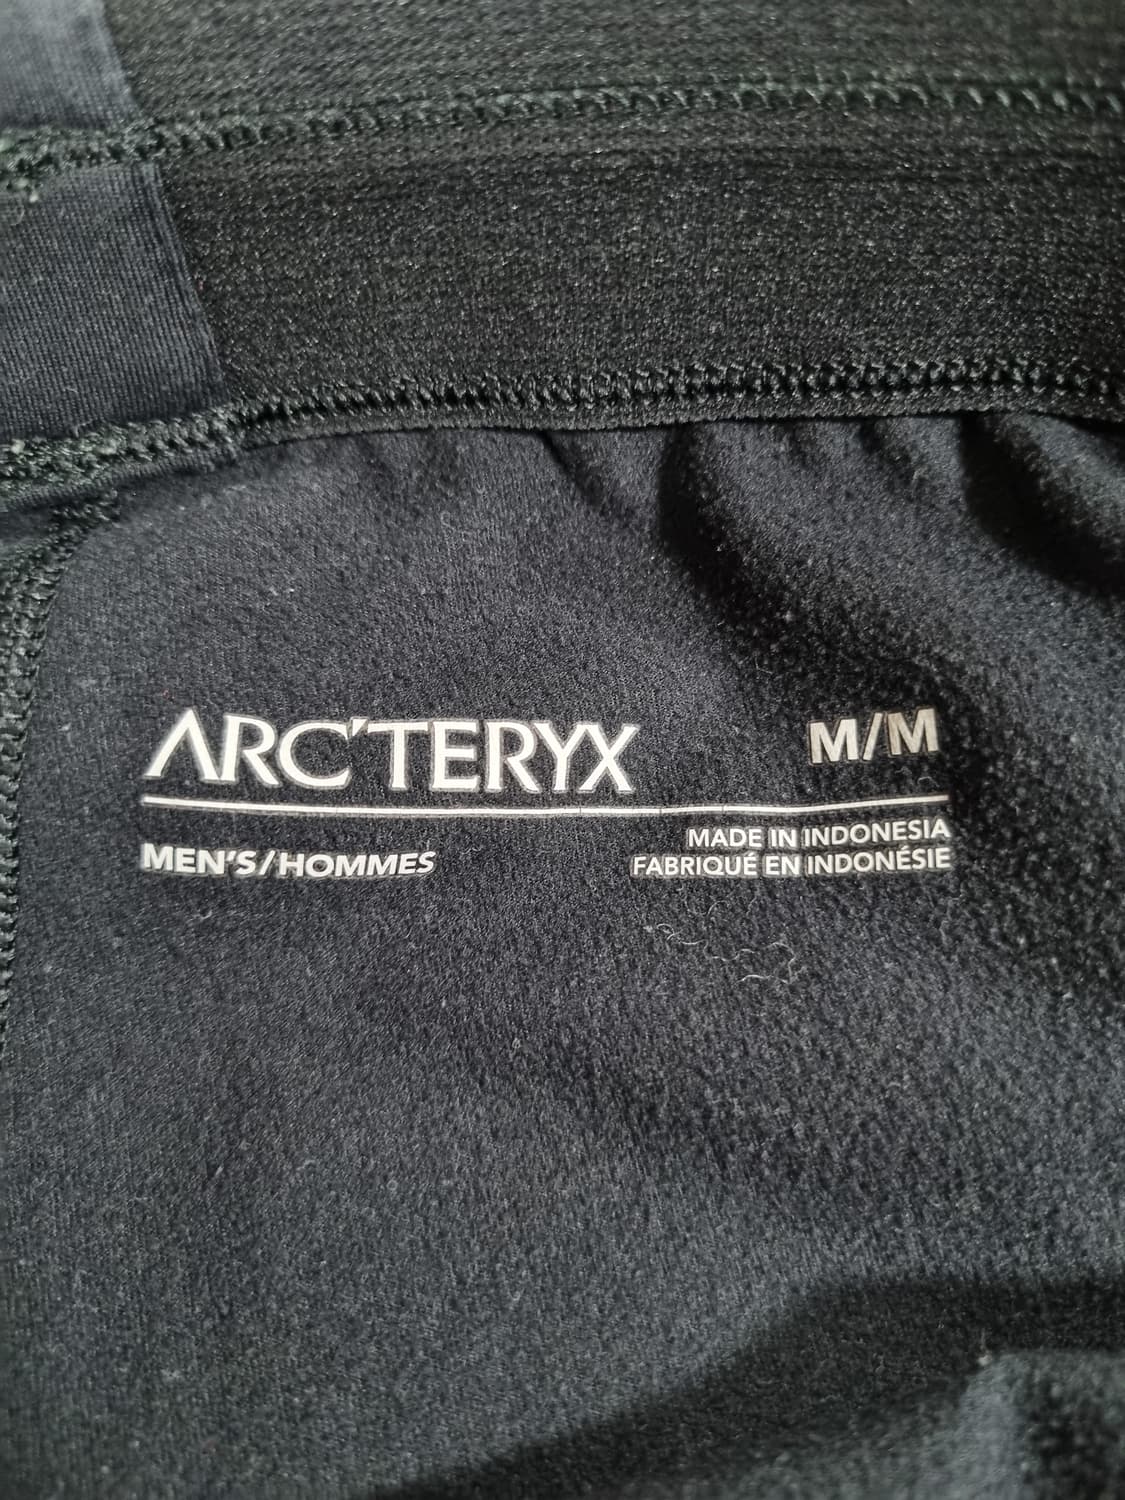 ARC'TERYX
M/M
MEN'S/HOMMES
MADE IN INDONESIA
FABRIQUÉ EN INDONÉSIE